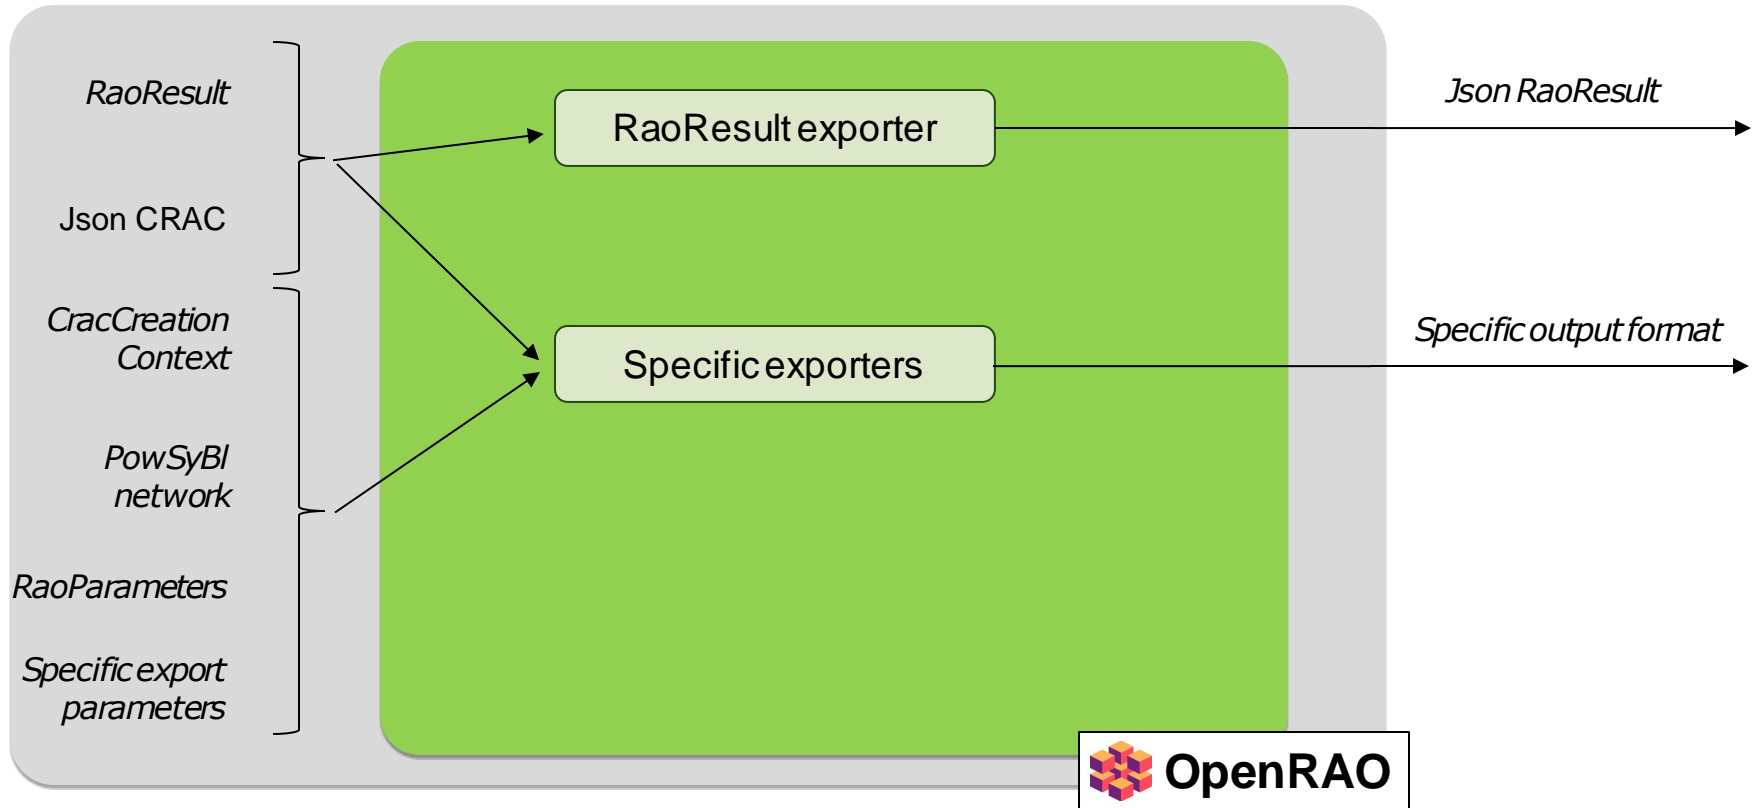 RaoResult
Json CRAC
CracCreation
Context
PowSyBl
network
RaoParameters
Specific export
parameters
RaoResult exporter
Specific exporters
Json RaoResult
Specific output format
OpenRAO